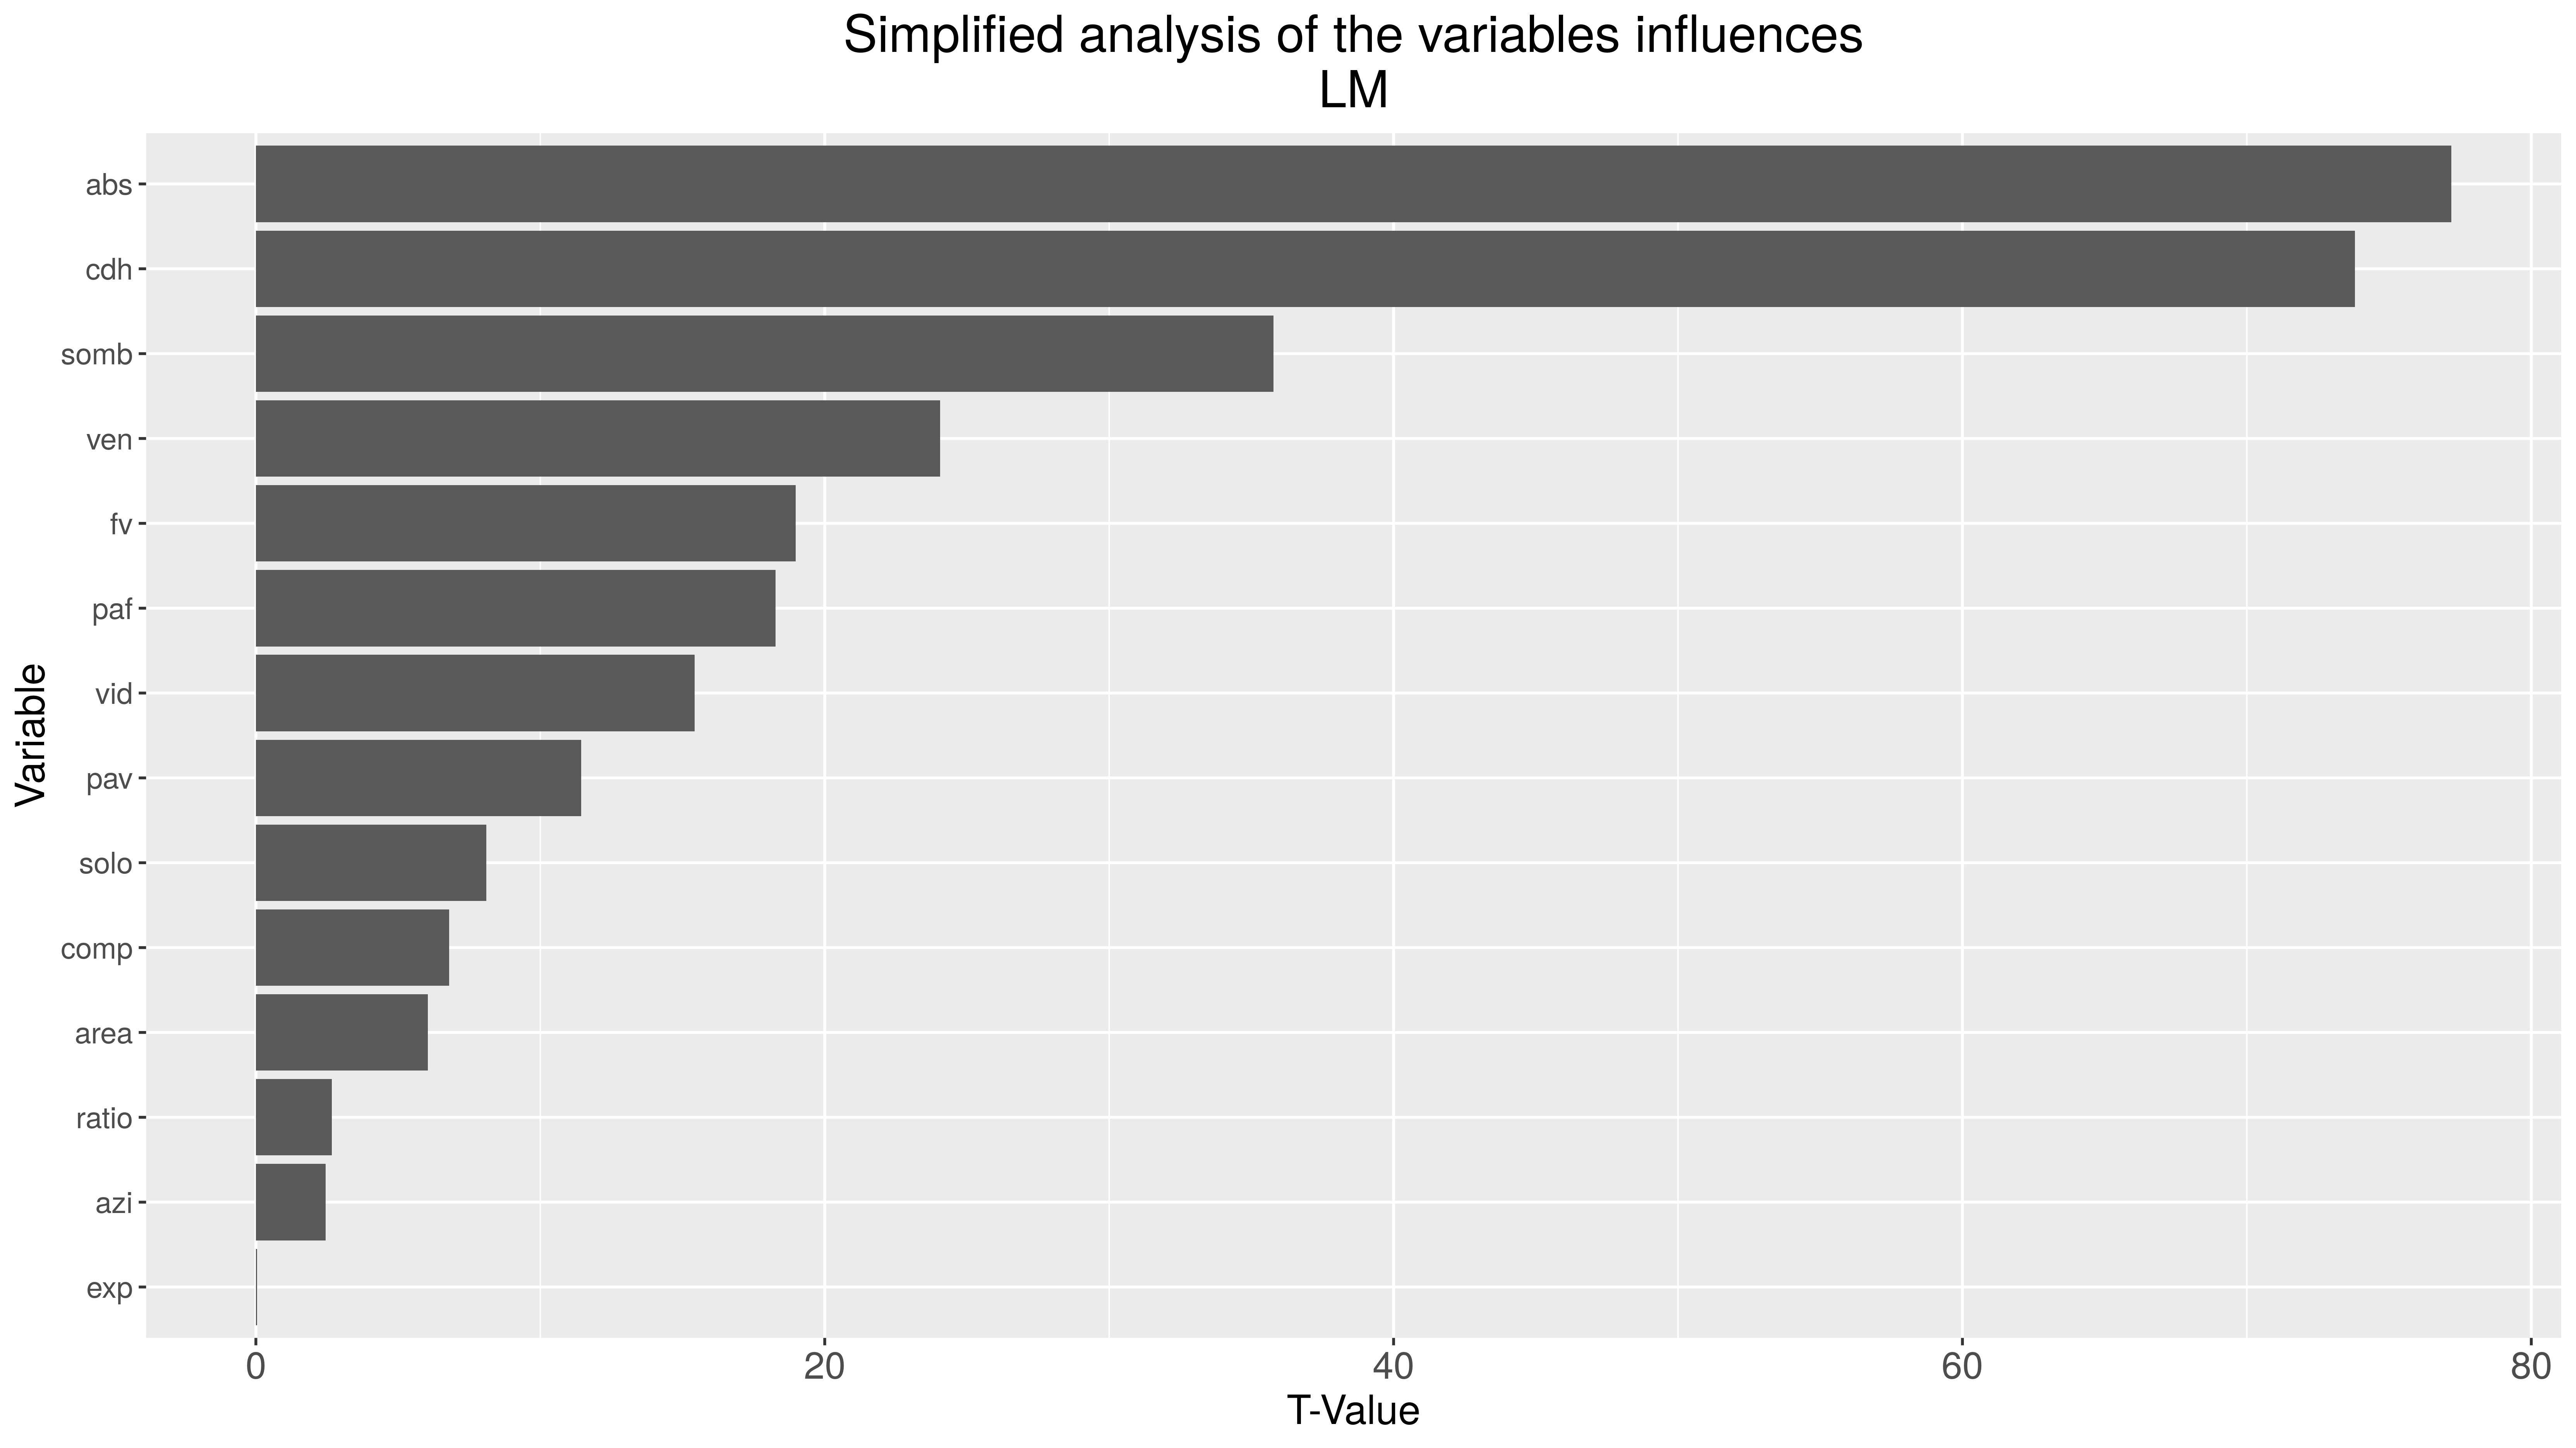 Simplified analysis of the variables influences
LM
Variable
abs
cdh
somb
ven
fv
paf
vid
pav
solo
comp
area
ratio
azi
exp
0 20 40 60 80
T-Value